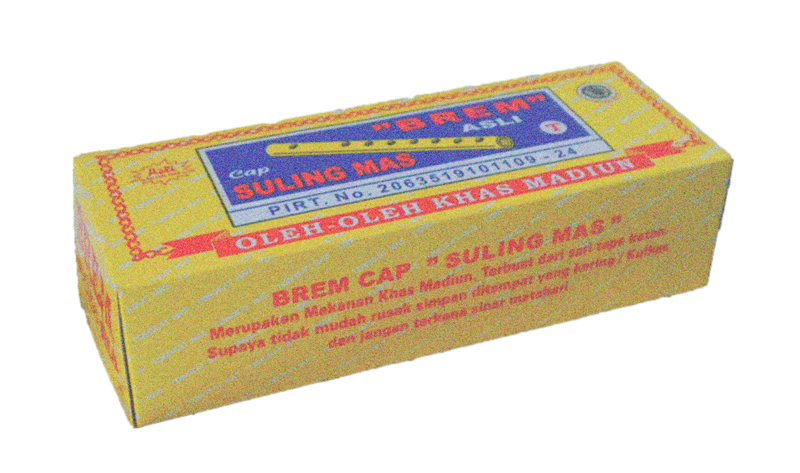 "BREM"
ASLI
Cap
SULING MAS
PIRT. No. 2063519101109 - 24
OLEH-OLEH KHAS MADIUN
BREM CAP " SULING MAS "
Merupakan Makanan Khas Madiun. Terbuat dari sari tape ketan.
Supaya tidak mudah rusak simpan ditempat yang kering / Kulkas
dan jangan terkena sinar matahari